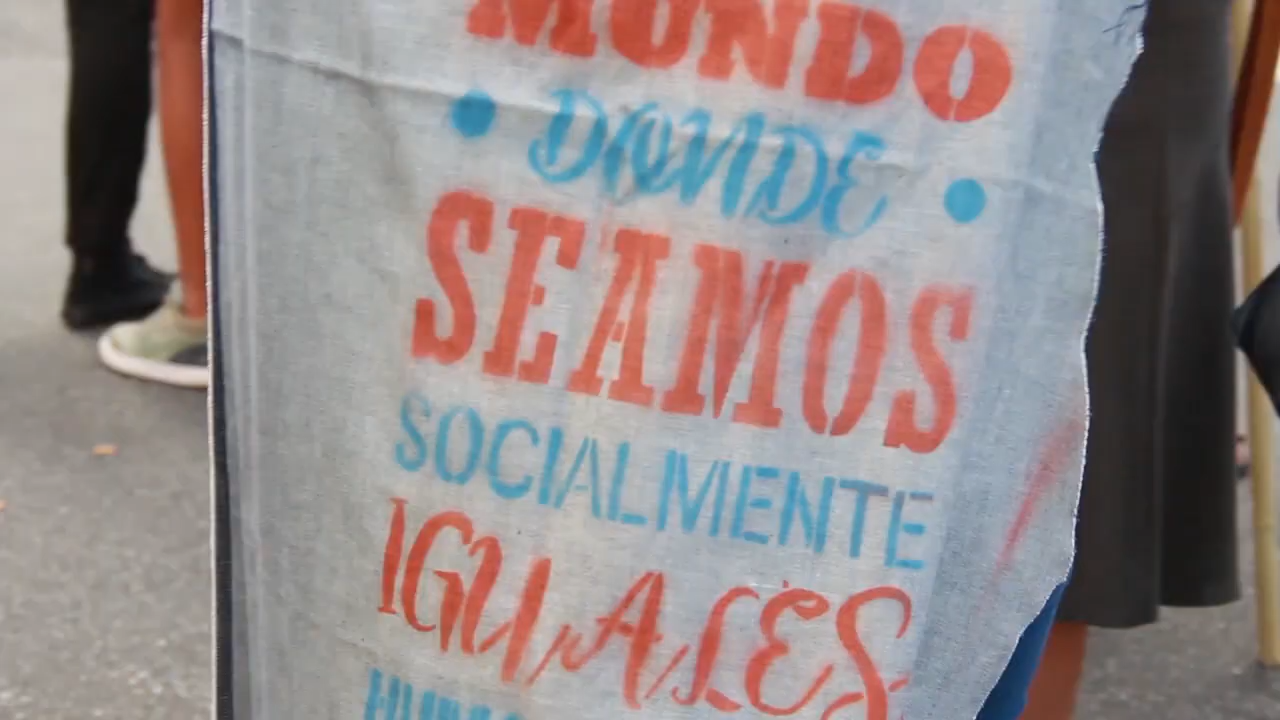 MUNDO
• DONDE •
SEAMOS
SOCIALMENTE
IGUALES